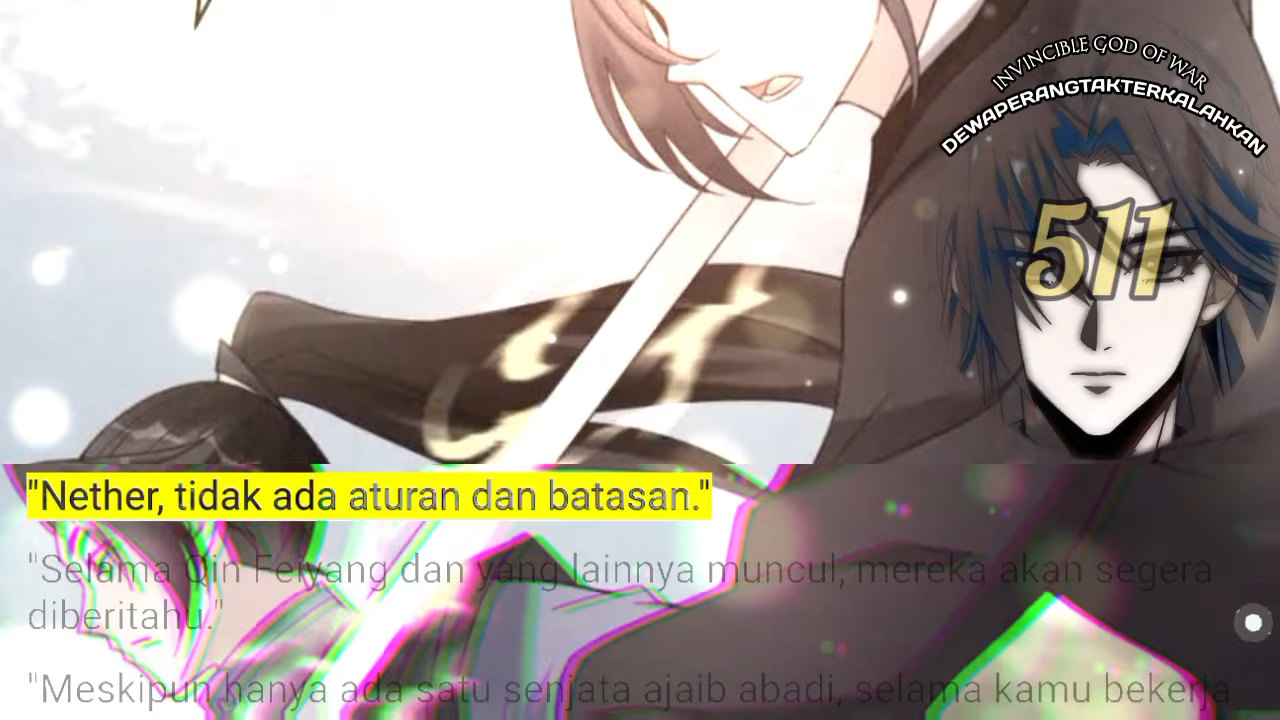 INVINCIBLE GOD OF WAR
DEWAPERANGTAKTERKALAHKAN
511
"Nether, tidak ada aturan dan batasan."
"Selama Qin Feiyang dan yang lainnya muncul, mereka akan segera
diberitahu."
"Meskipun hanya ada satu senjata ajaib abadi, selama kamu bekerja